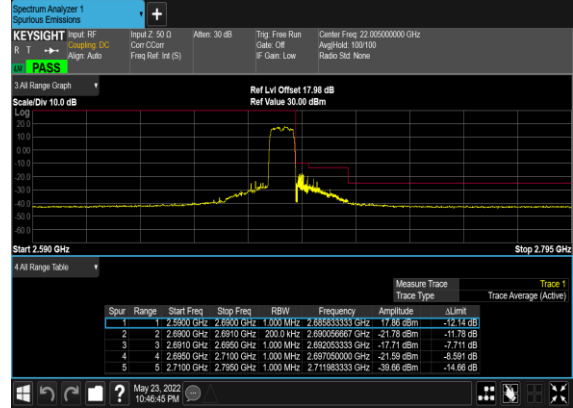 Spectrum Analyzer 1
Spurious Emissions
+
KEYSIGHT
Input: RF
Input Z: 50 Ω
Atten: 30 dB
Trig: Free Run
Center Freq: 22.005000000 GHz
R T
Coupling: DC
Corr CCorr
Gate: Off
Avg|Hold: 100/100
Align: Auto
Freq Ref: Int (S)
IF Gain: Low
Radio Std: None
PASS
3 All Range Graph
Ref Lvl Offset 17.98 dB
Scale/Div 10.0 dB
Ref Value 30.00 dBm
Log
20.0
10.0
0.00
-10.0
-20.0
-30.0
-40.0
-50.0
-60.0
Start 2.590 GHz
Stop 2.795 GHz
4 All Range Table
Measure Trace
Trace 1
Trace Type
Trace Average (Active)
Spur Range Start Freq Stop Freq RBW Frequency Amplitude ΔLimit
1 1 2.5900 GHz 2.6900 GHz 1.000 MHz 2.685833333 GHz 17.86 dBm -12.14 dB
2 2 2.6900 GHz 2.6910 GHz 200.0 kHz 2.690056667 GHz -21.78 dBm -11.78 dB
3 3 2.6910 GHz 2.6950 GHz 1.000 MHz 2.692053333 GHz -17.71 dBm -7.711 dB
4 4 2.6950 GHz 2.7100 GHz 1.000 MHz 2.697050000 GHz -21.59 dBm -8.591 dB
5 5 2.7100 GHz 2.7950 GHz 1.000 MHz 2.711983333 GHz -39.66 dBm -14.66 dB
?
May 23, 2022
10:46:45 PM